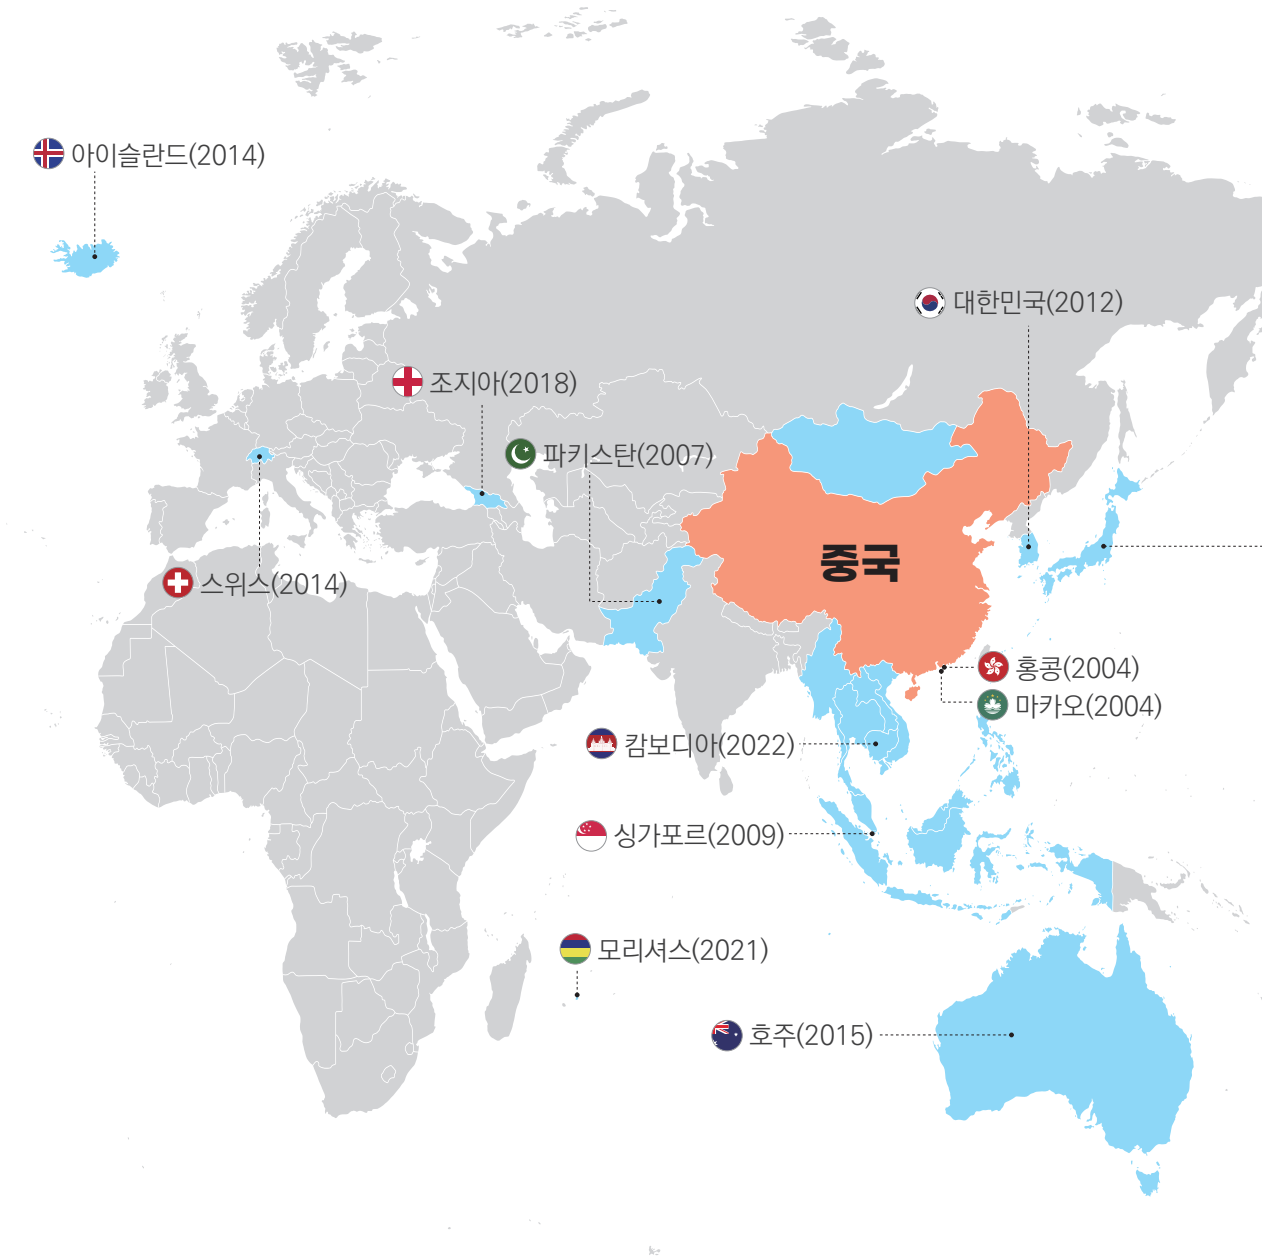 아이슬란드(2014)
대한민국(2012)
조지아(2018)
파키스탄(2007)
중국
스위스(2014)
홍콩(2004)
마카오(2004)
캄보디아(2022)
싱가포르(2009)
모리셔스(2021)
호주(2015)